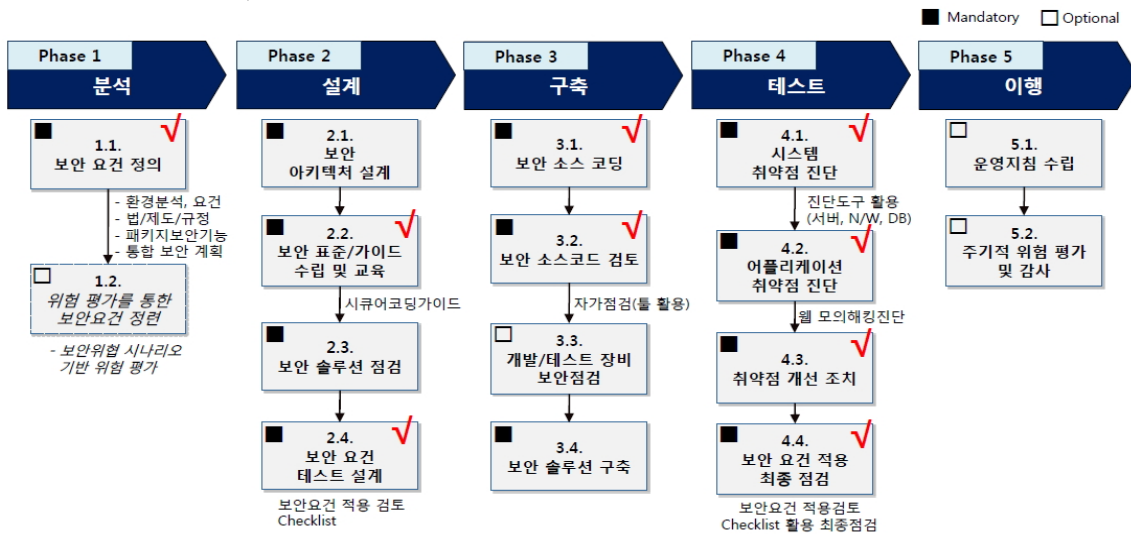 ■ Mandatory □ Optional
Phase 1
분석
Phase 2
설계
Phase 3
구축
Phase 4
테스트
Phase 5
이행
1.1.
보안 요건 정의
- 환경분석, 요건
- 법/제도/규정
- 패키지보안기능
- 통합 보안 계획
1.2.
위험 평가를 통한
보안요건 정련
- 보안위협 시나리오
기반 위험 평가
2.1.
보안
아키텍처 설계
2.2.
보안 표준/가이드
수립 및 교육
시큐어코딩가이드
2.3.
보안 솔루션 점검
2.4.
보안 요건
테스트 설계
보안요건 적용 검토
Checklist
3.1.
보안 소스 코딩
3.2.
보안 소스코드 검토
자가점검(툴 활용)
3.3.
개발/테스트 장비
보안점검
3.4.
보안 솔루션 구축
4.1.
시스템
취약점 진단
진단도구 활용
(서버, N/W, DB)
4.2.
어플리케이션
취약점 진단
웹 모의해킹진단
4.3.
취약점 개선 조치
4.4.
보안 요건 적용
최종 점검
보안요건 적용검토
Checklist 활용 최종점검
5.1.
운영지침 수립
5.2.
주기적 위험 평가
및 감사